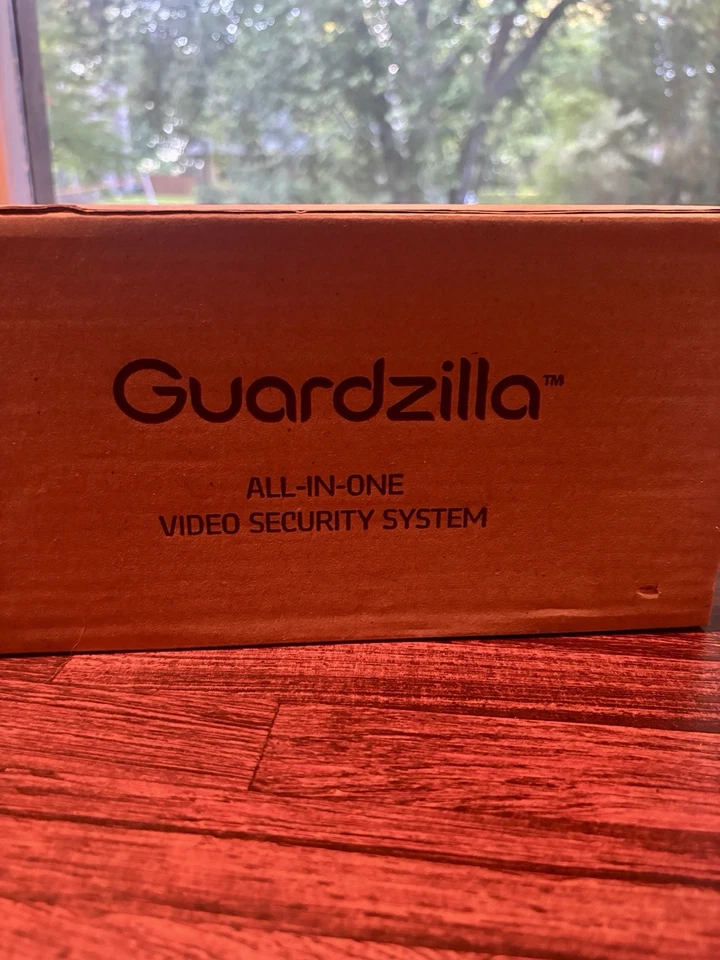 Guardzilla™
ALL-IN-ONE
VIDEO SECURITY SYSTEM